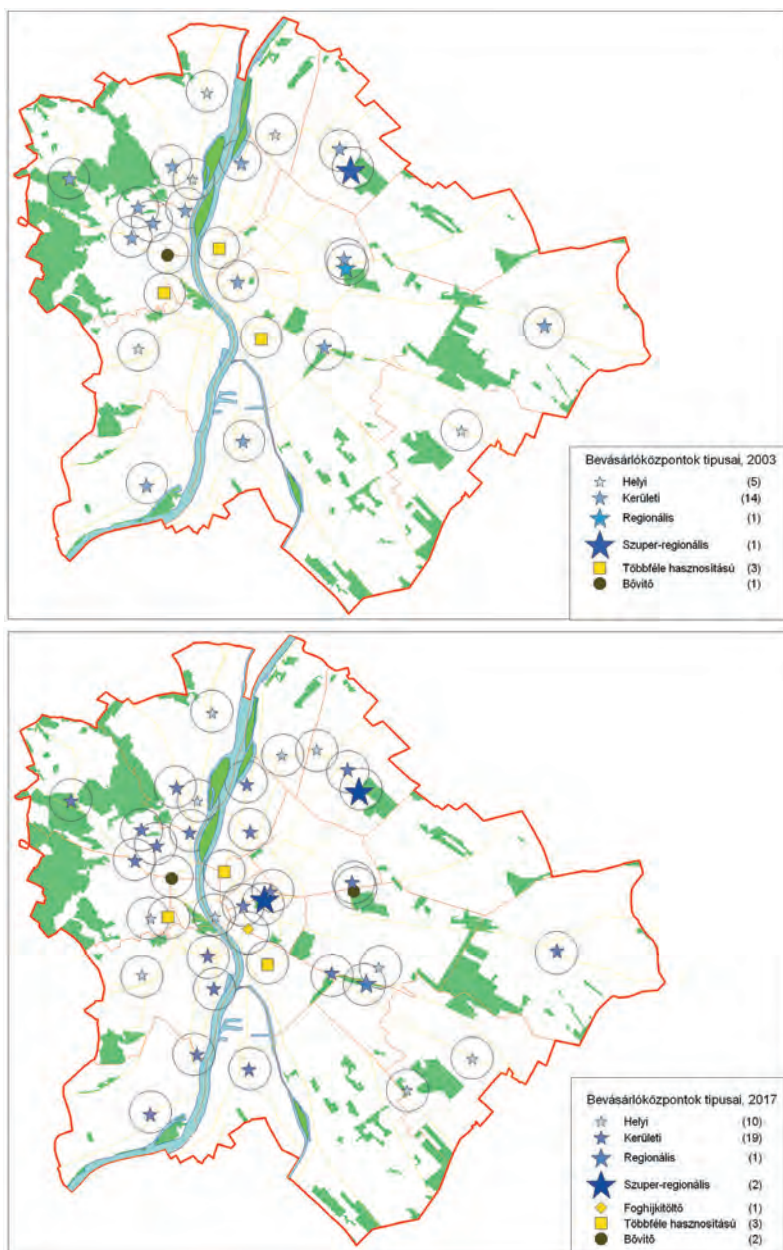 Bevásárlóközpontok típusai, 2003
Helyi (5)
Kerületi (14)
Regionális (1)
Szuper-regionális (1)
Többféle hasznosítású (3)
Bővítő (1)
Bevásárlóközpontok típusai, 2017
Helyi (10)
Kerületi (19)
Regionális (1)
Szuper-regionális (2)
Foghíjkitöltő (1)
Többféle hasznosítású (3)
Bővítő (2)